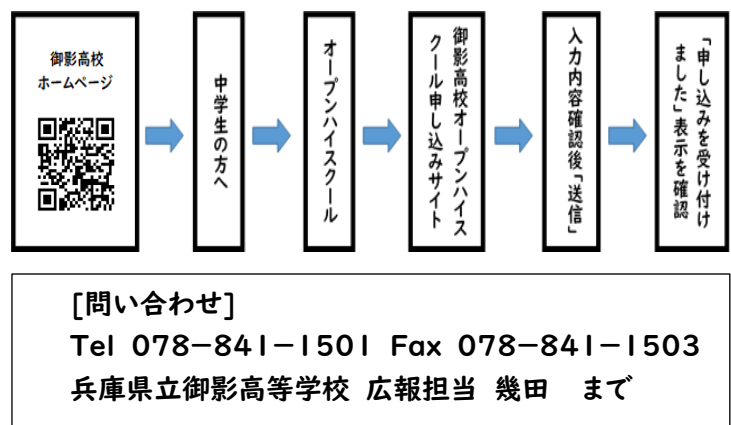 御影高校
ホームページ
中学生の方へ
オープンハイスクール
御影高校オープンハイス
クール申し込みサイト
入力内容確認後「送信」
「申し込みを受け付け
ました」表示を確認
[問い合わせ]
Tel 078－841－1501 Fax 078－841－1503
兵庫県立御影高等学校 広報担当 幾田　まで